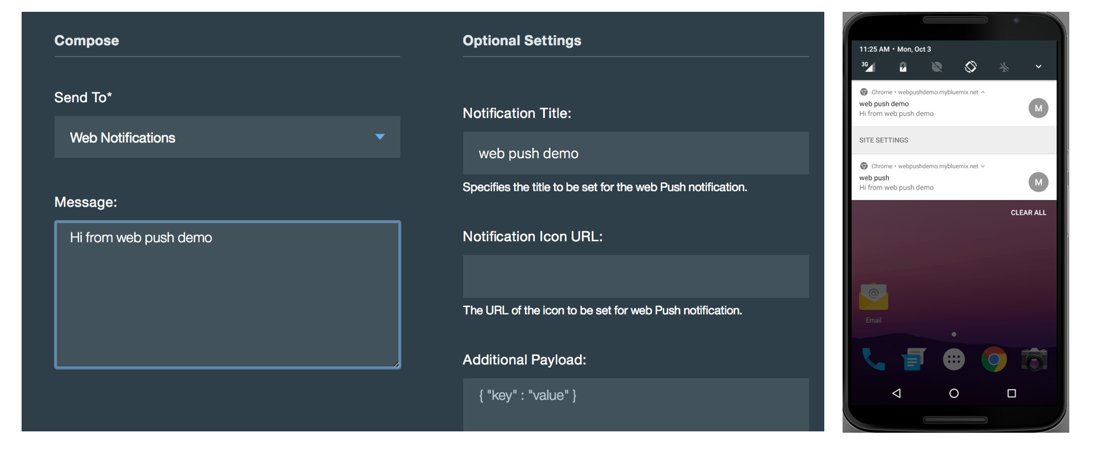 Compose
Send To*
Web Notifications
Message:
Hi from web push demo
Optional Settings
Notification Title:
web push demo
Specifies the title to be set for the web Push notification.
Notification Icon URL:
The URL of the icon to be set for web Push notification.
Additional Payload:
{ "key" : "value" }
11:25 AM • Mon, Oct 3
3G
Chrome • webpushdemo.mybluemix.net
web push demo
Hi from web push demo
M
SITE SETTINGS
Chrome • webpushdemo.mybluemix.net
web push
Hi from web push demo
M
CLEAR ALL
Email